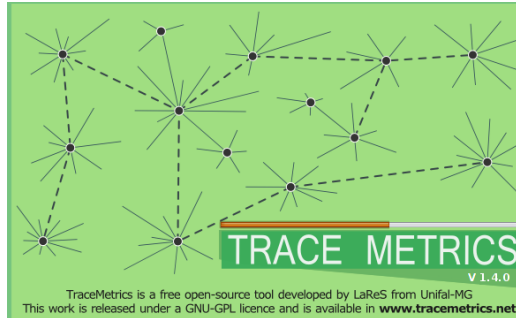 TRACE METRICS
V 1.4.0
TraceMetrics is a free open-source tool developed by LaReS from Unifal-MG
This work is released under a GNU-GPL licence and is available in www.tracemetrics.net